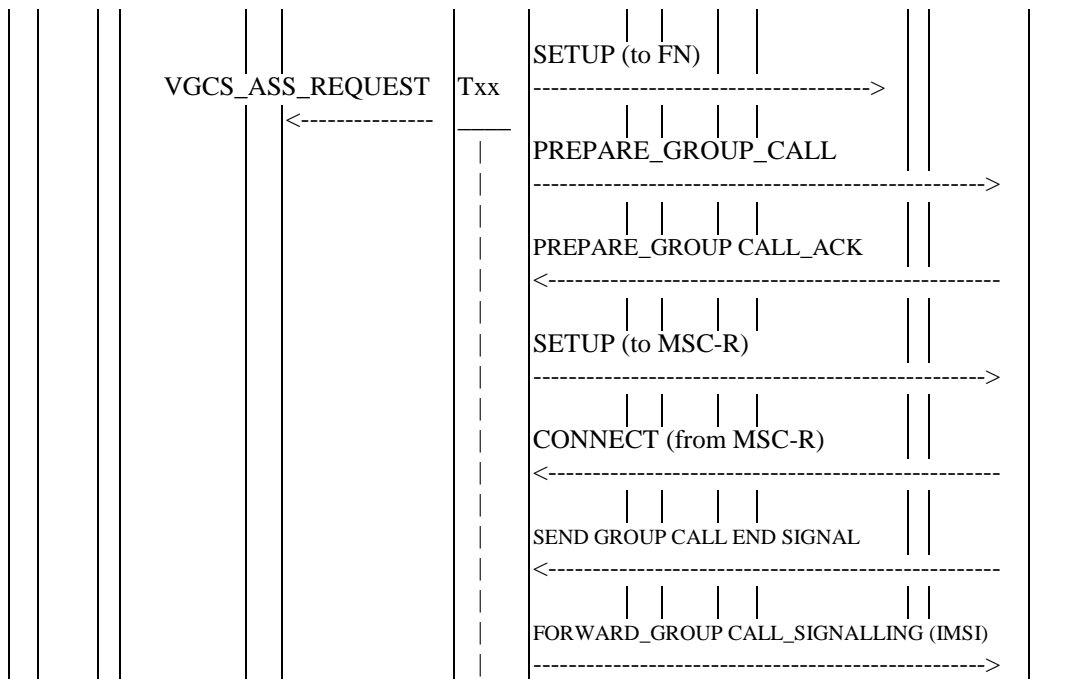 SETUP (to FN)
VGCS_ASS_REQUEST Txx
------------------------------------->
<---------------
PREPARE_GROUP_CALL
-------------------------------------------------->
PREPARE_GROUP CALL_ACK
<--------------------------------------------------
SETUP (to MSC-R)
-------------------------------------------------->
CONNECT (from MSC-R)
<--------------------------------------------------
SEND GROUP CALL END SIGNAL
<--------------------------------------------------
FORWARD_GROUP CALL_SIGNALLING (IMSI)
-------------------------------------------------->